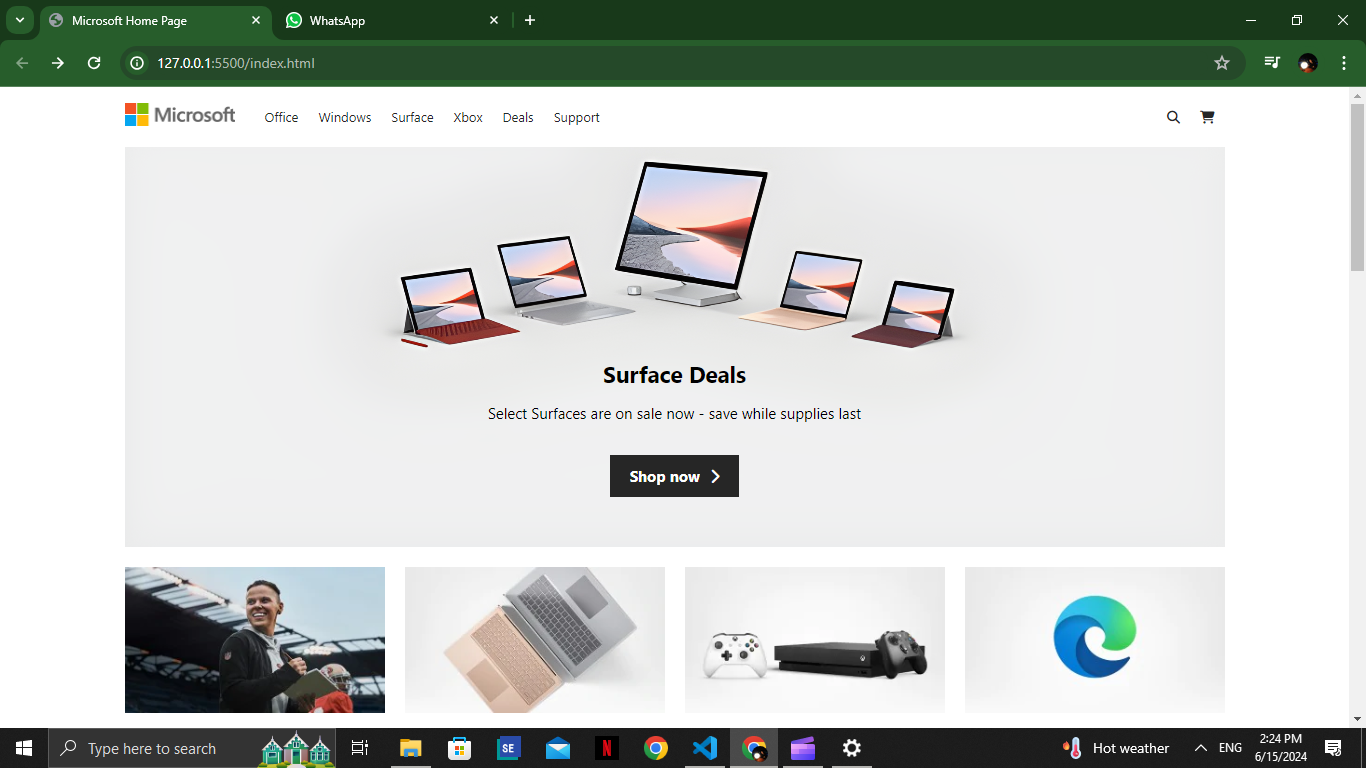 Microsoft Home Page
WhatsApp
127.0.0.1:5500/index.html
Microsoft Office Windows Surface Xbox Deals Support
Surface Deals
Select Surfaces are on sale now - save while supplies last
Shop now
SE
N
Type here to search
Hot weather
ENG
2:24 PM
6/15/2024